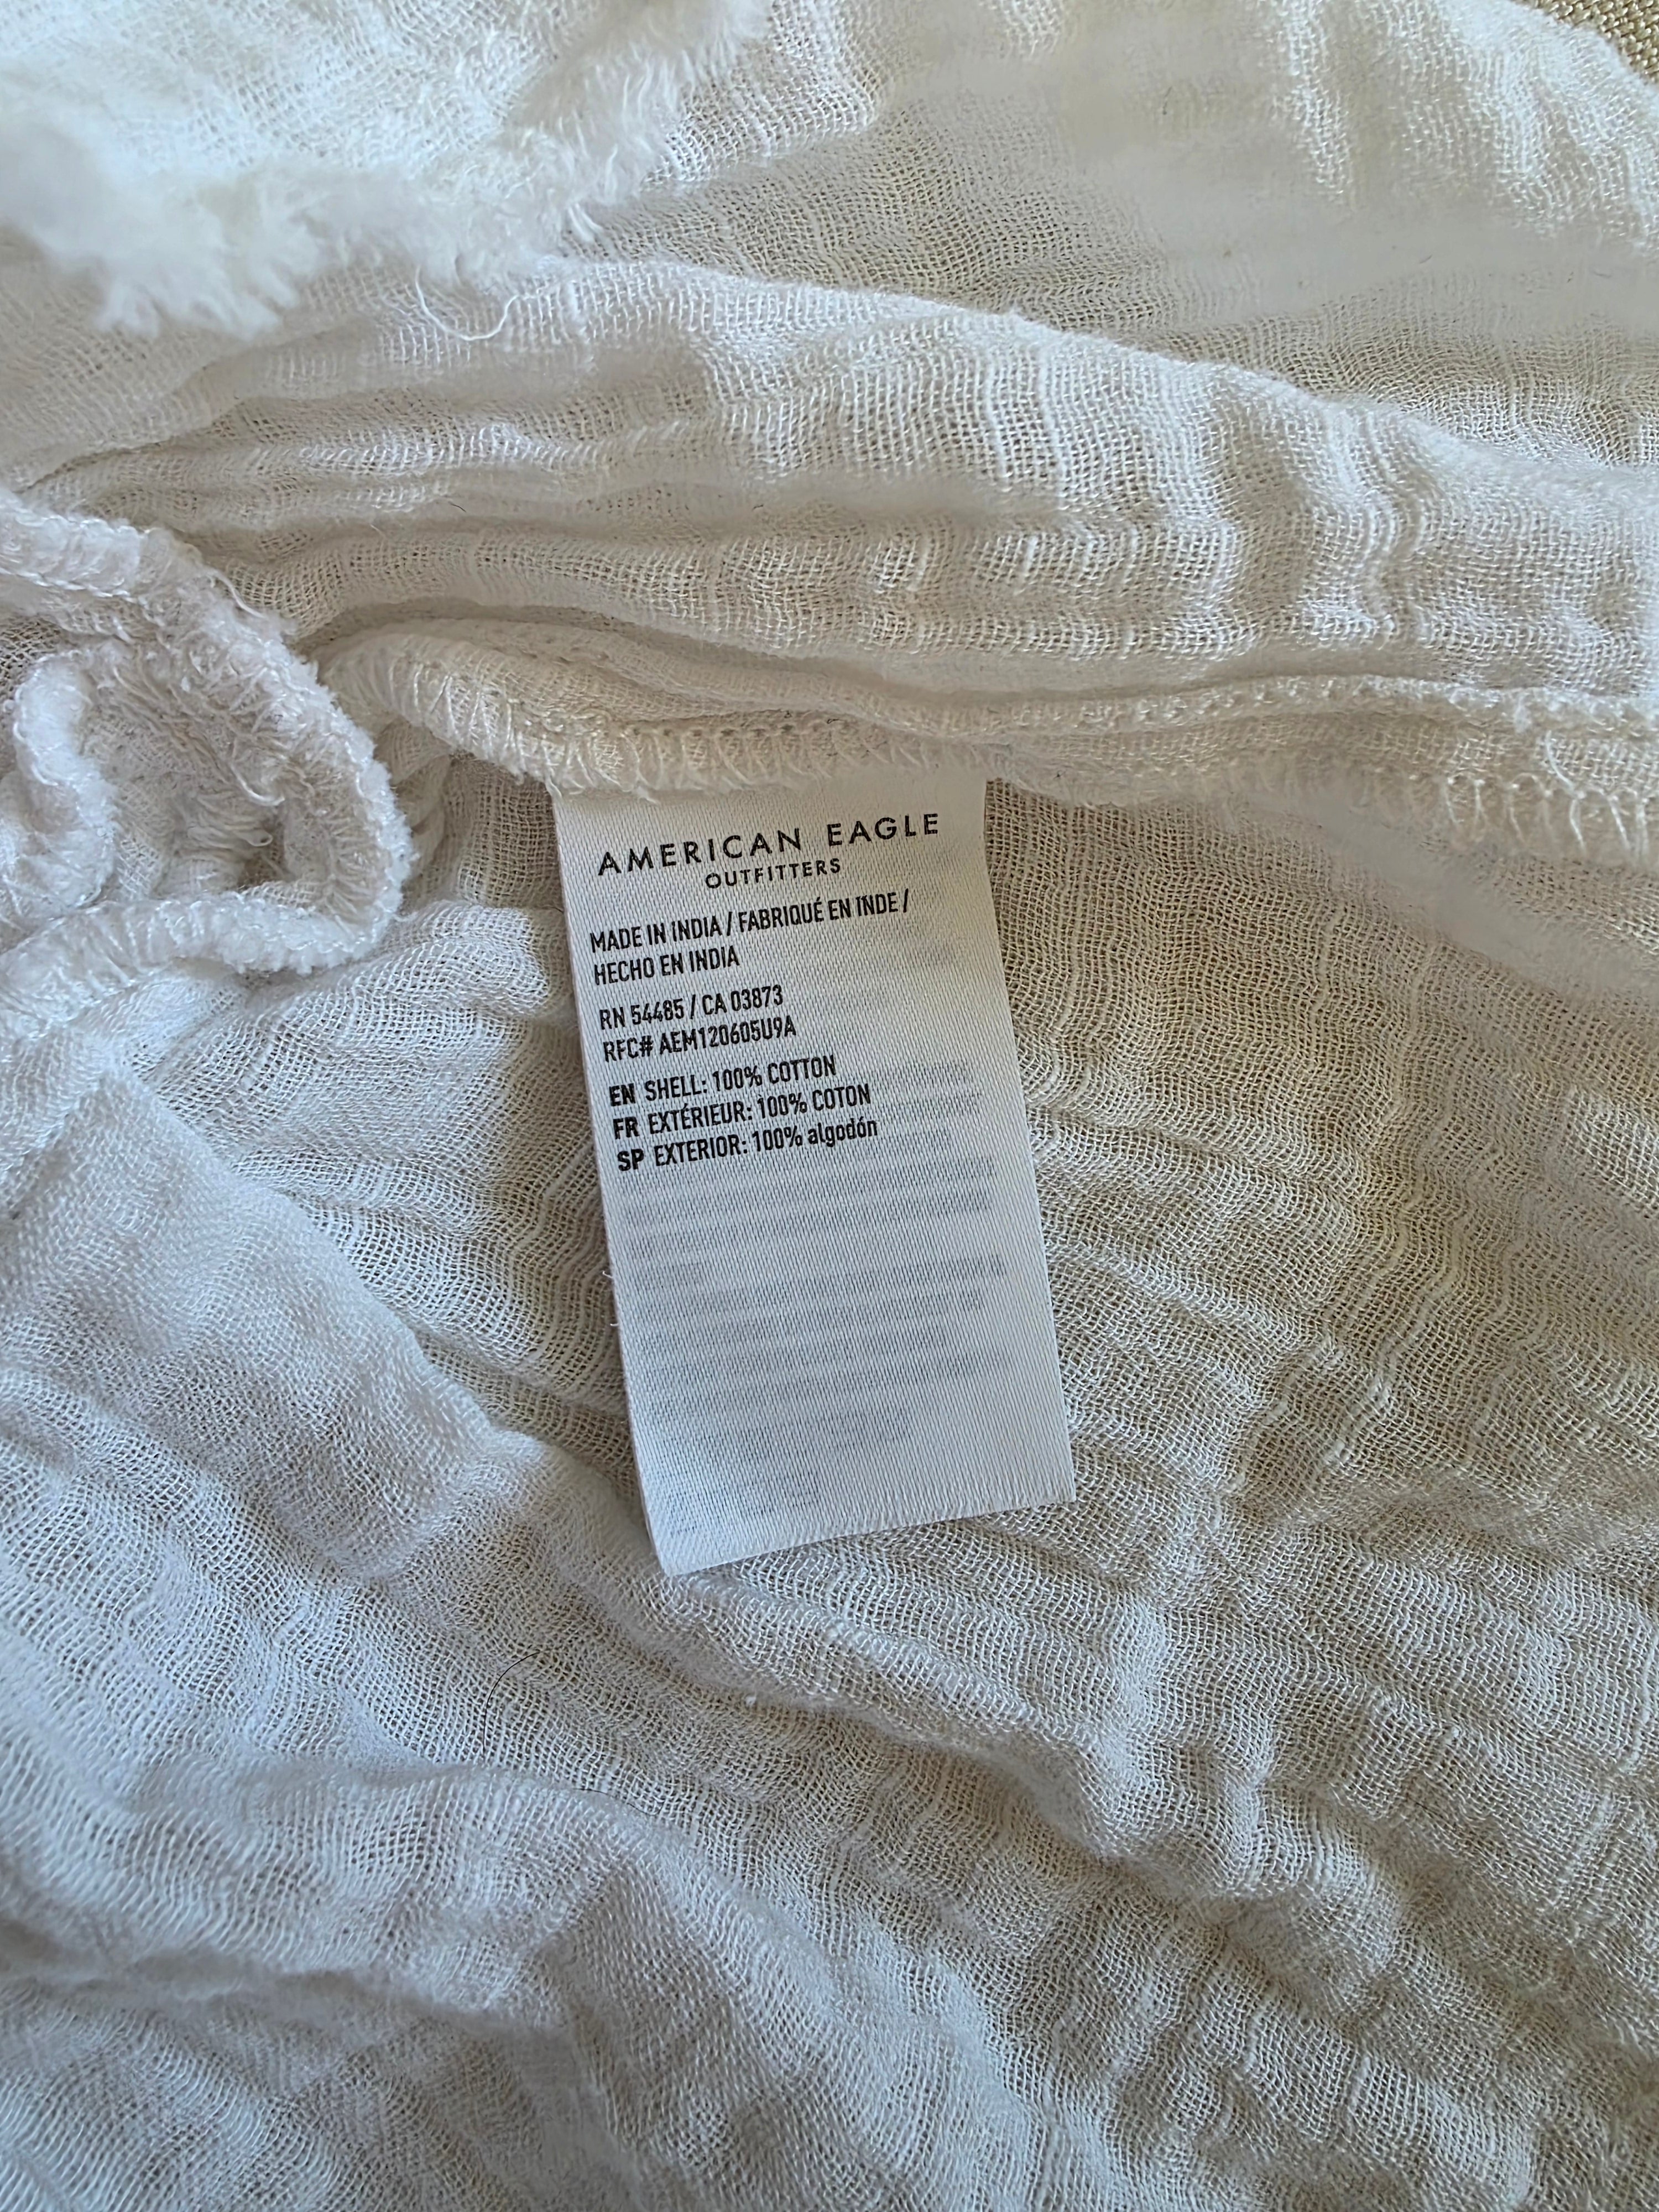 AMERICAN EAGLE
OUTFITTERS
MADE IN INDIA / FABRIQUÉ EN INDE /
HECHO EN INDIA
RN 54485 / CA 03873
RFC# AEM120605U9A
EN SHELL: 100% COTTON
FR EXTÉRIEUR: 100% COTON
SP EXTERIOR: 100% algodón